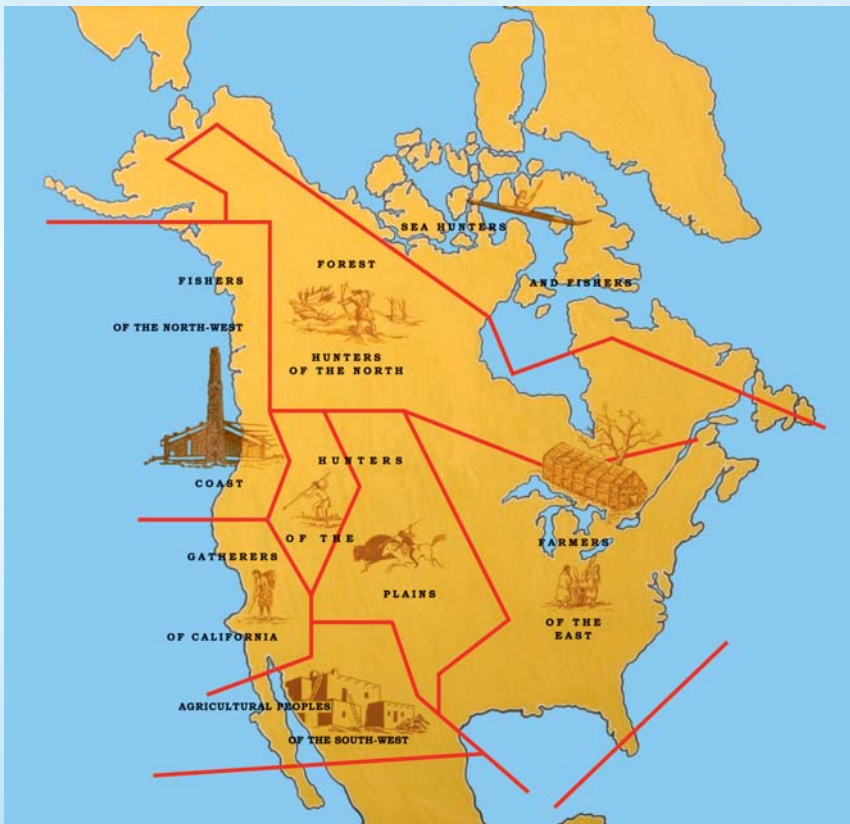 SEA HUNTERS
AND FISHERS
FOREST
HUNTERS
OF THE NORTH
FISHERS
OF THE NORTH-WEST
COAST
HUNTERS
OF THE
PLAINS
GATHERERS
OF CALIFORNIA
FARMERS
OF THE
EAST
AGRICULTURAL PEOPLES
OF THE SOUTH-WEST